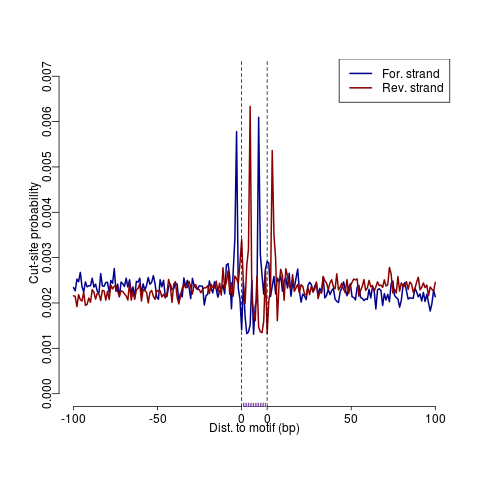 For. strand
Rev. strand
Cut-site probability
0.007
0.006
0.005
0.004
0.003
0.002
0.001
0.000
-100 -50 0 0 50 100
Dist. to motif (bp)